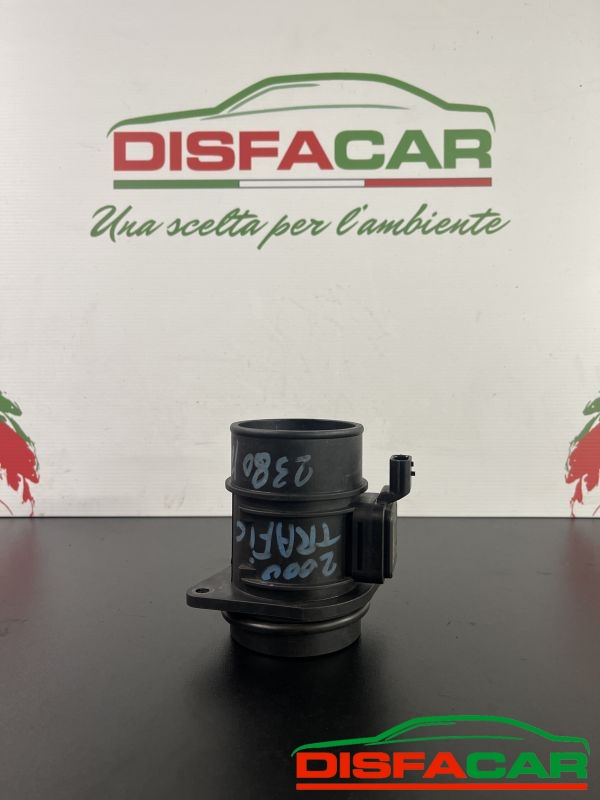 DISFACAR
Una scelta per l'ambiente
2380
TRAFIC
2000
DISFACAR